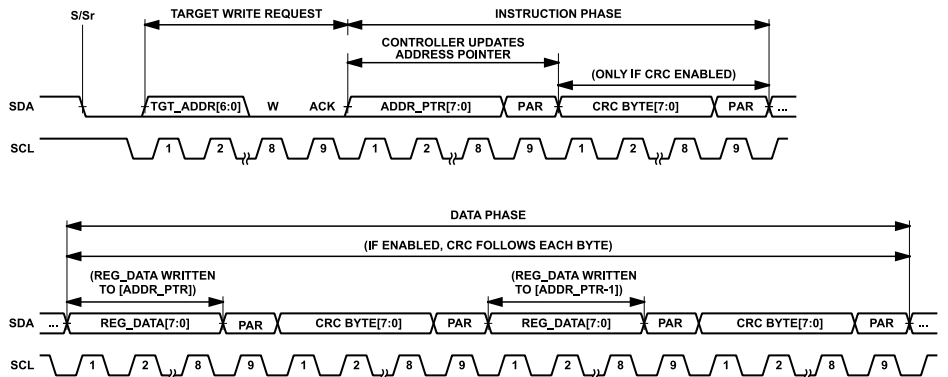 S/Sr
TARGET WRITE REQUEST
INSTRUCTION PHASE
CONTROLLER UPDATES
ADDRESS POINTER
(ONLY IF CRC ENABLED)
SDA TGT_ADDR[6:0] W ACK ADDR_PTR[7:0] PAR CRC BYTE[7:0] PAR ...
SCL 1 2 8 9 1 2 8 9 1 2 8 9
DATA PHASE
(IF ENABLED, CRC FOLLOWS EACH BYTE)
(REG_DATA WRITTEN
TO [ADDR_PTR])
(REG_DATA WRITTEN
TO [ADDR_PTR-1])
SDA ... REG_DATA[7:0] PAR CRC BYTE[7:0] PAR REG_DATA[7:0] PAR CRC BYTE[7:0] PAR ...
SCL 1 2 8 9 1 2 8 9 1 2 8 9 1 2 8 9